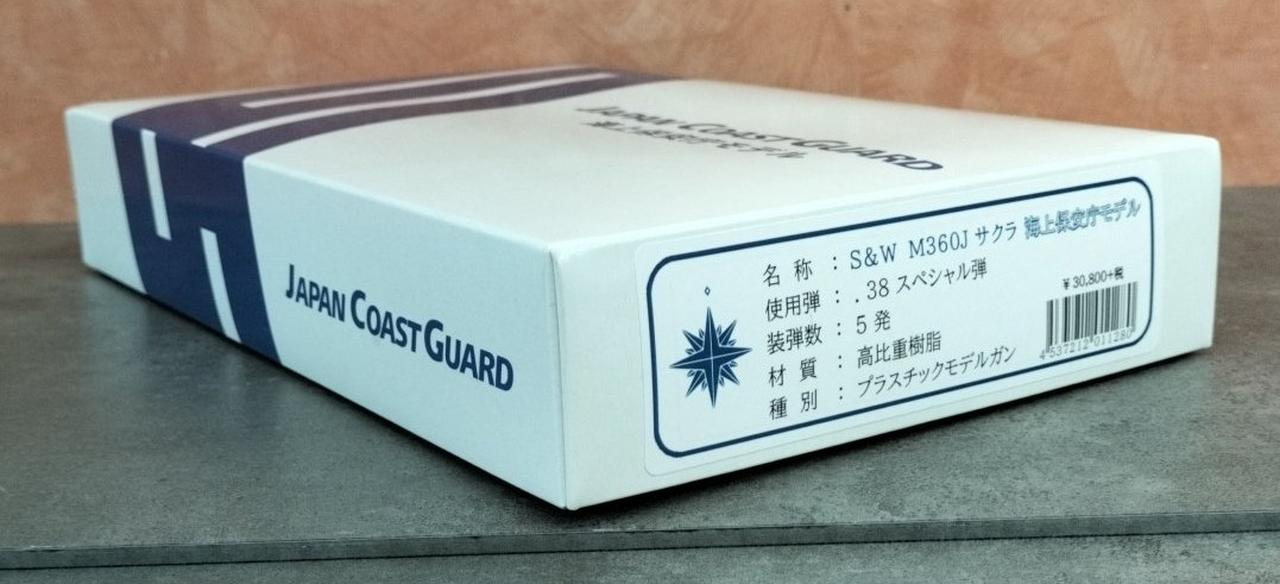 JAPAN COAST GUARD
海上保安庁モデル
JAPAN COAST GUARD
名称：S&W M360J サクラ 海上保安庁モデル
使用弾：.38 スペシャル弾
装弾数：5 発
材質：高比重樹脂
種別：プラスチックモデルガン
¥30,800+税
4 537212 011280